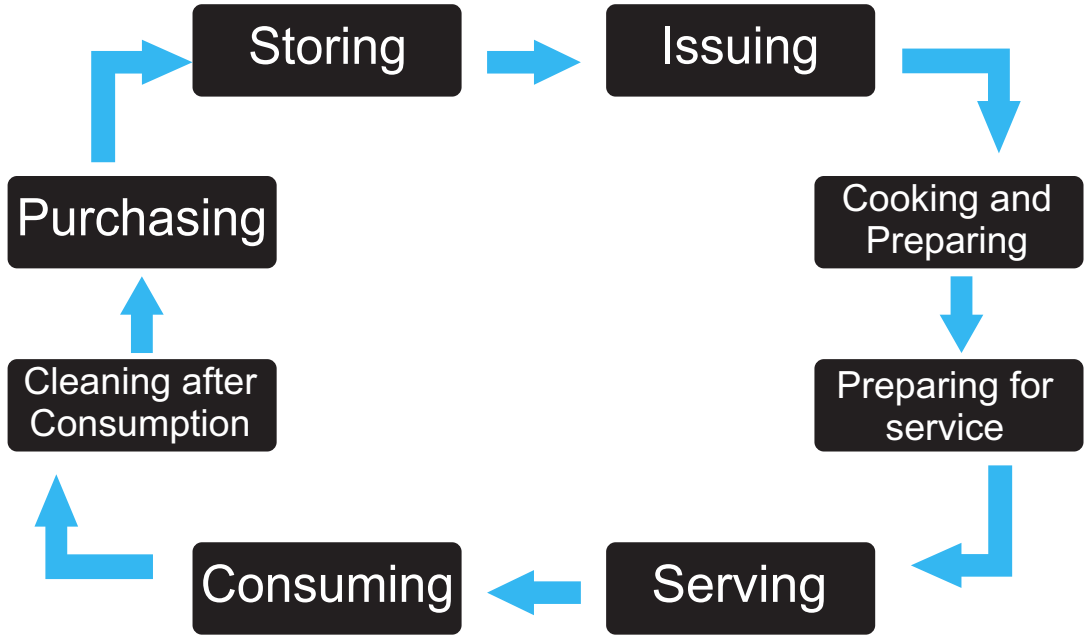 Storing
Issuing
Purchasing
Cooking and
Preparing
Cleaning after
Consumption
Preparing for
service
Consuming
Serving